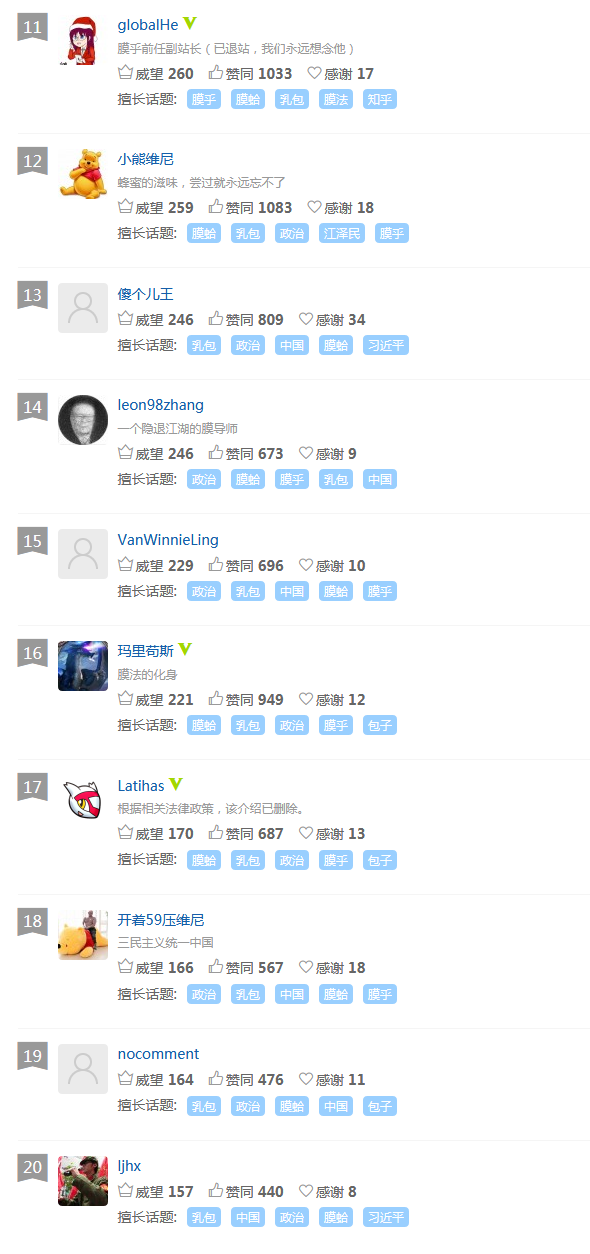 11
globalHe
膜乎前任副站长（已退站，我们永远想念他）
威望 260 赞同 1033 感谢 17
擅长话题: 膜乎 膜蛤 乳包 膜法 知乎
12
小熊维尼
蜂蜜的滋味，尝过就永远忘不了
威望 259 赞同 1083 感谢 18
擅长话题: 膜蛤 乳包 政治 江泽民 膜乎
13
傻个儿王
威望 246 赞同 809 感谢 34
擅长话题: 乳包 政治 中国 膜蛤 习近平
14
leon98zhang
一个隐退江湖的膜导师
威望 246 赞同 673 感谢 9
擅长话题: 政治 膜蛤 膜乎 乳包 中国
15
VanWinnieLing
威望 229 赞同 696 感谢 10
擅长话题: 政治 乳包 中国 膜蛤 膜乎
16
玛里苟斯
膜法的化身
威望 221 赞同 949 感谢 12
擅长话题: 膜蛤 乳包 政治 膜乎 包子
17
Latihas
根据相关法律政策，该介绍已删除。
威望 170 赞同 687 感谢 13
擅长话题: 膜蛤 乳包 政治 膜乎 包子
18
开着59压维尼
三民主义统一中国
威望 166 赞同 567 感谢 18
擅长话题: 政治 乳包 中国 膜蛤 膜乎
19
nocomment
威望 164 赞同 476 感谢 11
擅长话题: 乳包 政治 膜蛤 中国 包子
20
ljhx
威望 157 赞同 440 感谢 8
擅长话题: 乳包 中国 政治 膜蛤 习近平